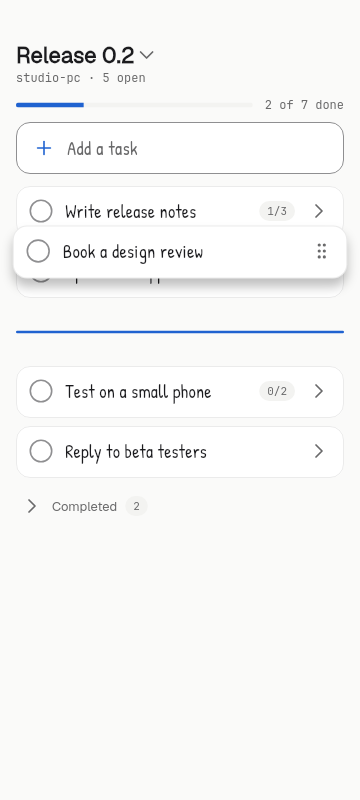 Release 0.2
studio-pc · 5 open
2 of 7 done
Add a task
Write release notes 1/3
Book a design review
Test on a small phone 0/2
Reply to beta testers
Completed 2